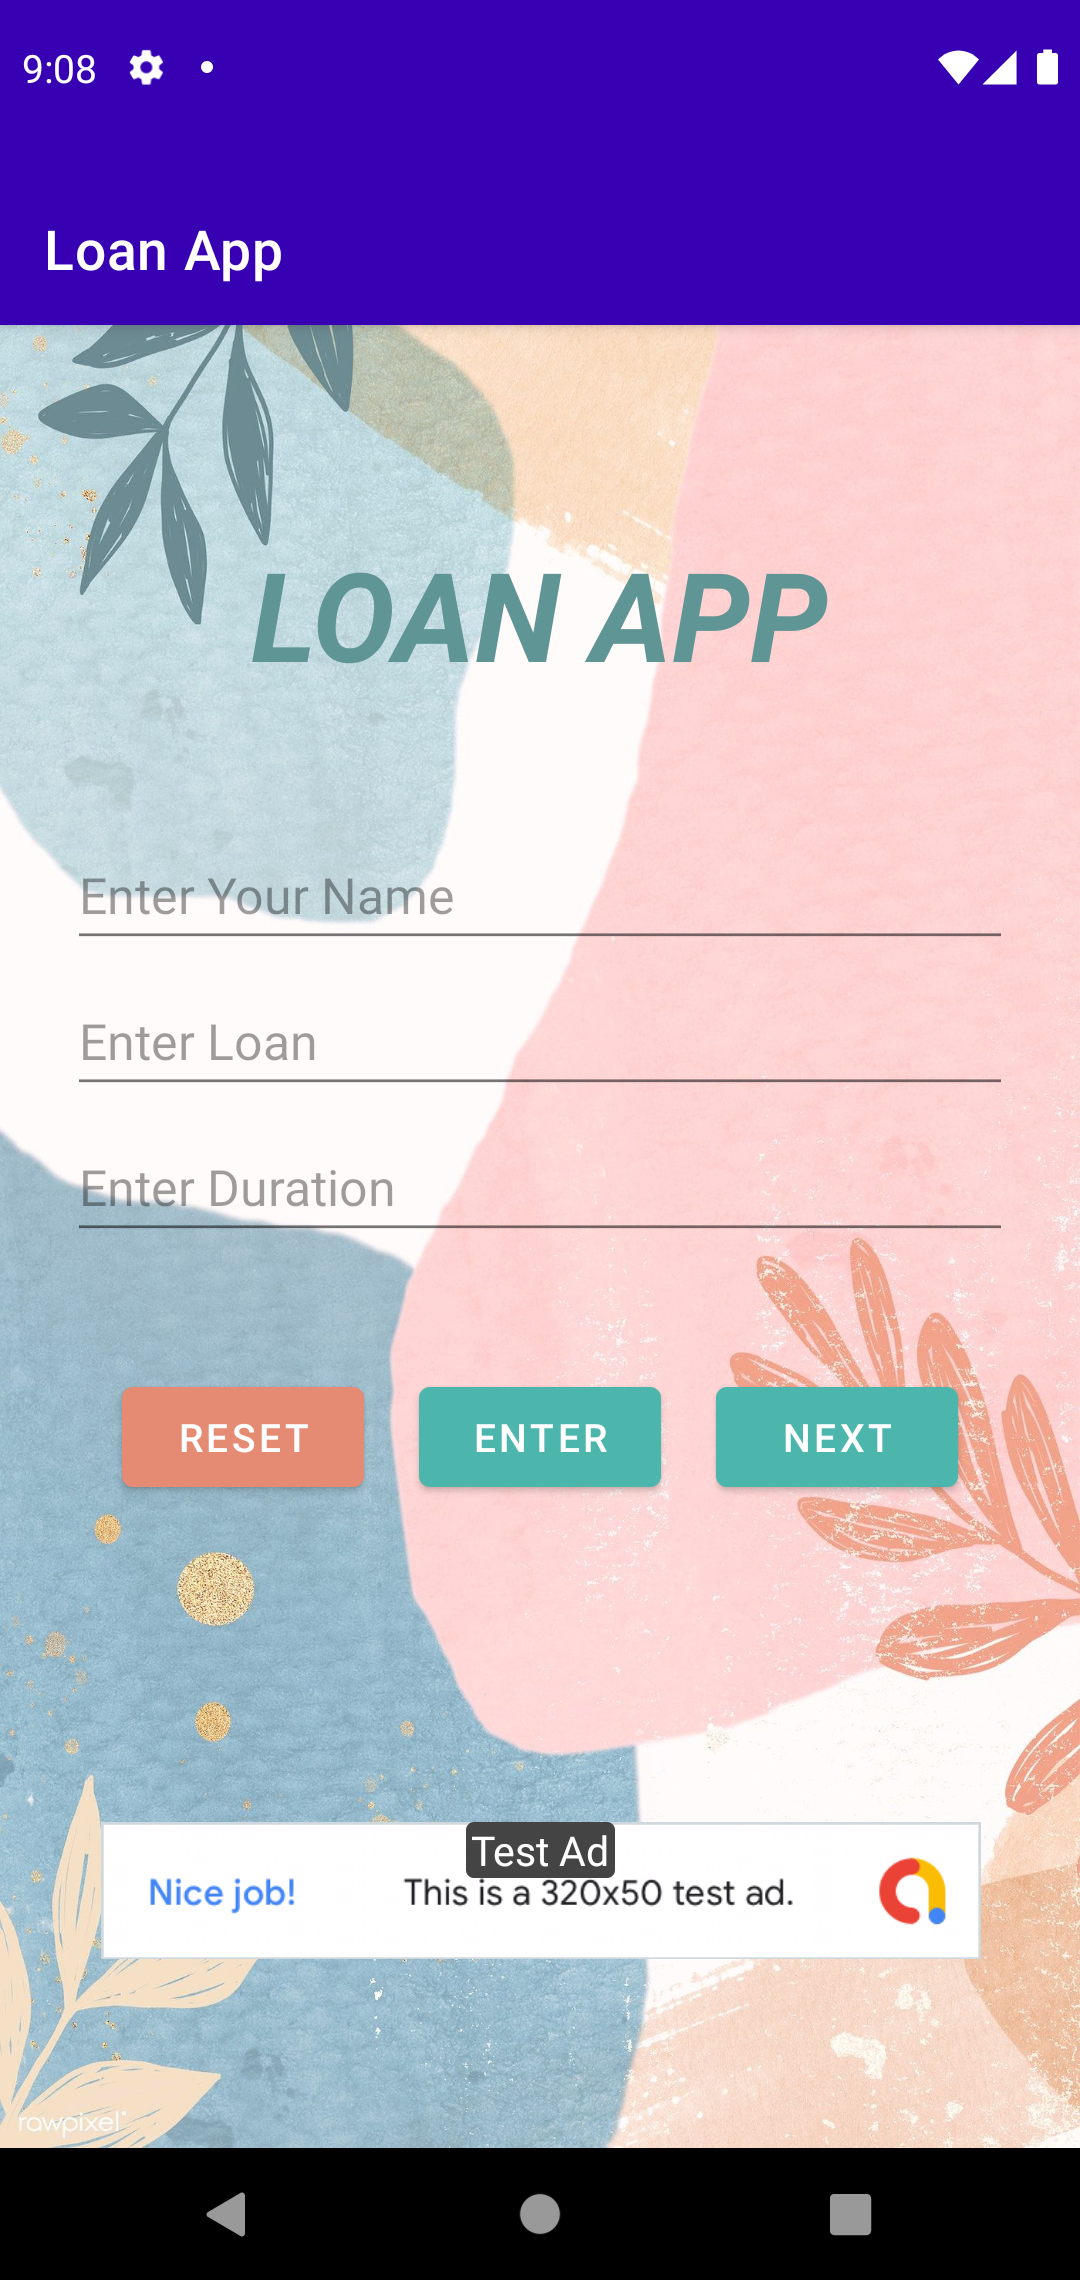 9:08
Loan App
LOAN APP
Enter Your Name
Enter Loan
Enter Duration
RESET ENTER NEXT
Test Ad
Nice job! This is a 320x50 test ad.
rawpixel